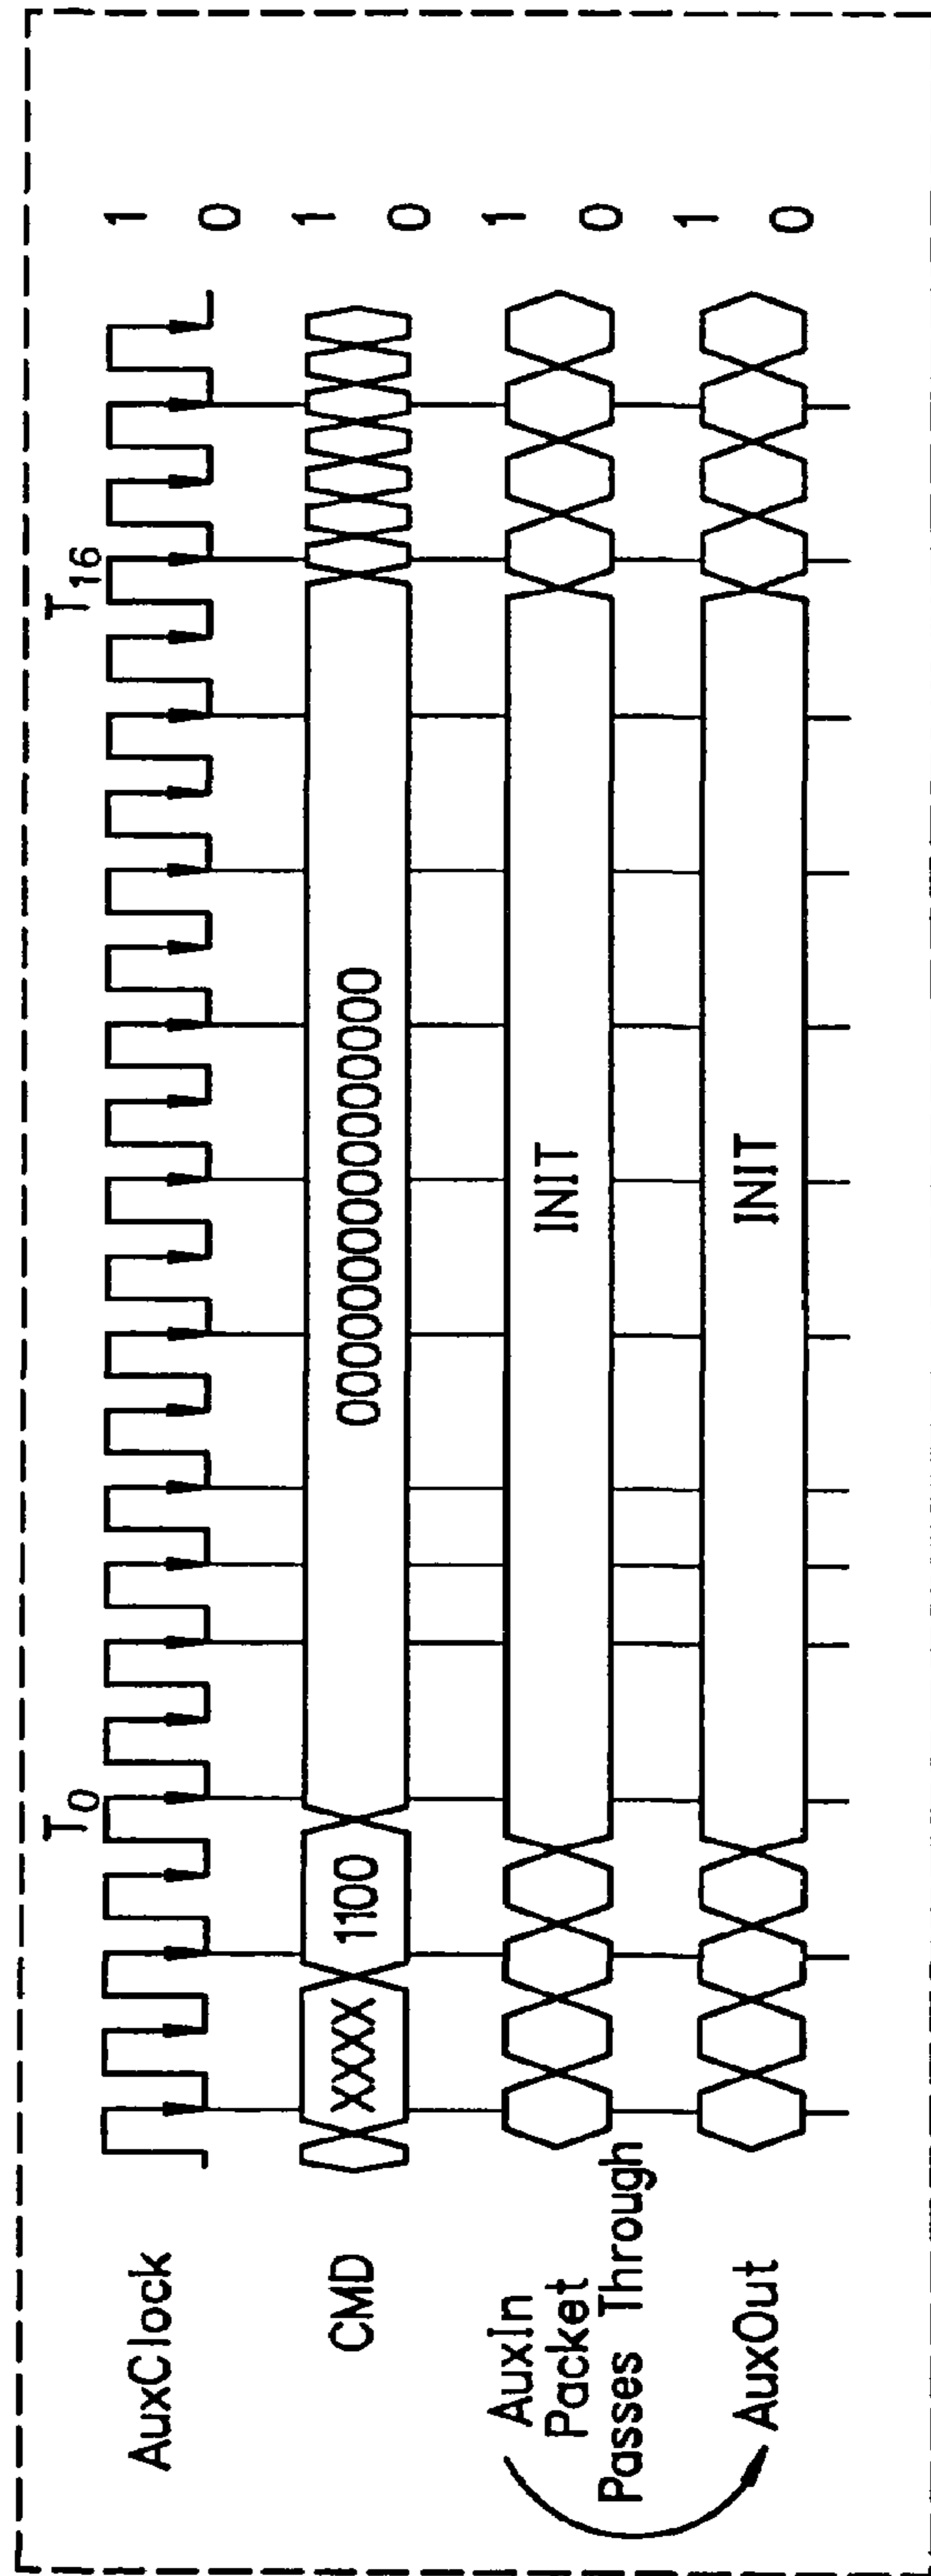 T0 T16
AuxClock 1
0
CMD XXXX 1100 0000000000000000 1
0
AuxIn
Packet
Passes Through
INIT 1
0
AuxOut INIT 1
0